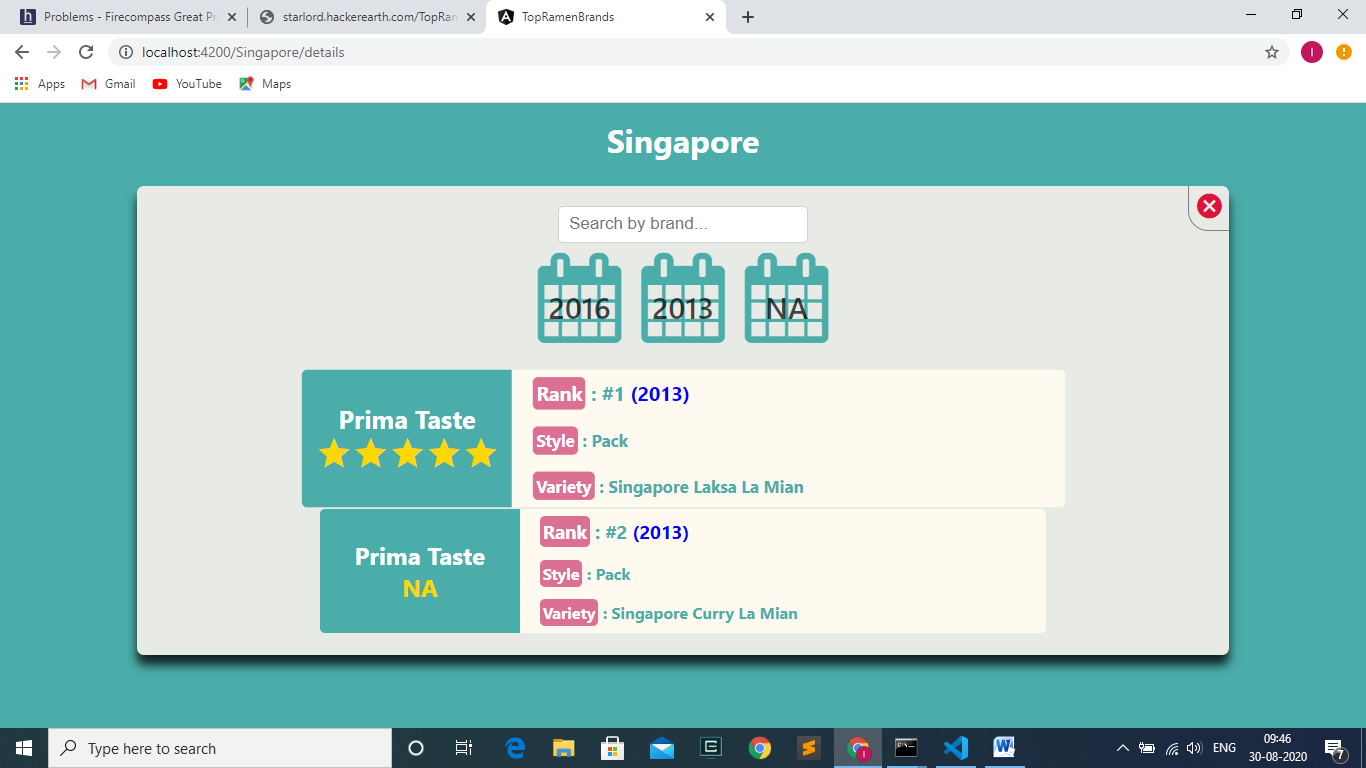 Problems - Firecompass Great Pr
starlord.hackerearth.com/TopRam
TopRamenBrands
localhost:4200/Singapore/details
I
Apps
Gmail
YouTube
Maps
Singapore
Search by brand...
2016
2013
NA
Prima Taste
Rank : #1 (2013)
Style : Pack
Variety : Singapore Laksa La Mian
Prima Taste
NA
Rank : #2 (2013)
Style : Pack
Variety : Singapore Curry La Mian
Type here to search
ENG
09:46
30-08-2020
7